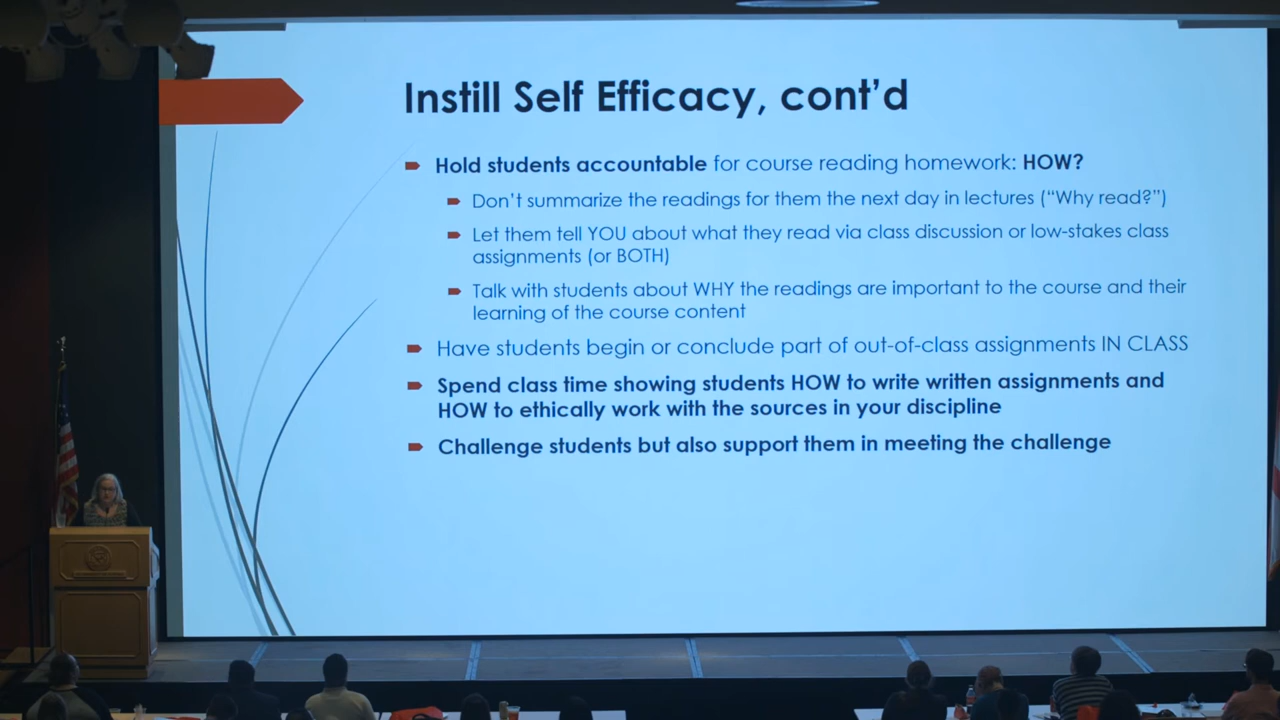 Instill Self Efficacy, cont’d
Hold students accountable for course reading homework: HOW?
Don’t summarize the readings for them the next day in lectures (“Why read?”)
Let them tell YOU about what they read via class discussion or low-stakes class
assignments (or BOTH)
Talk with students about WHY the readings are important to the course and their
learning of the course content
Have students begin or conclude part of out-of-class assignments IN CLASS
Spend class time showing students HOW to write written assignments and
HOW to ethically work with the sources in your discipline
Challenge students but also support them in meeting the challenge